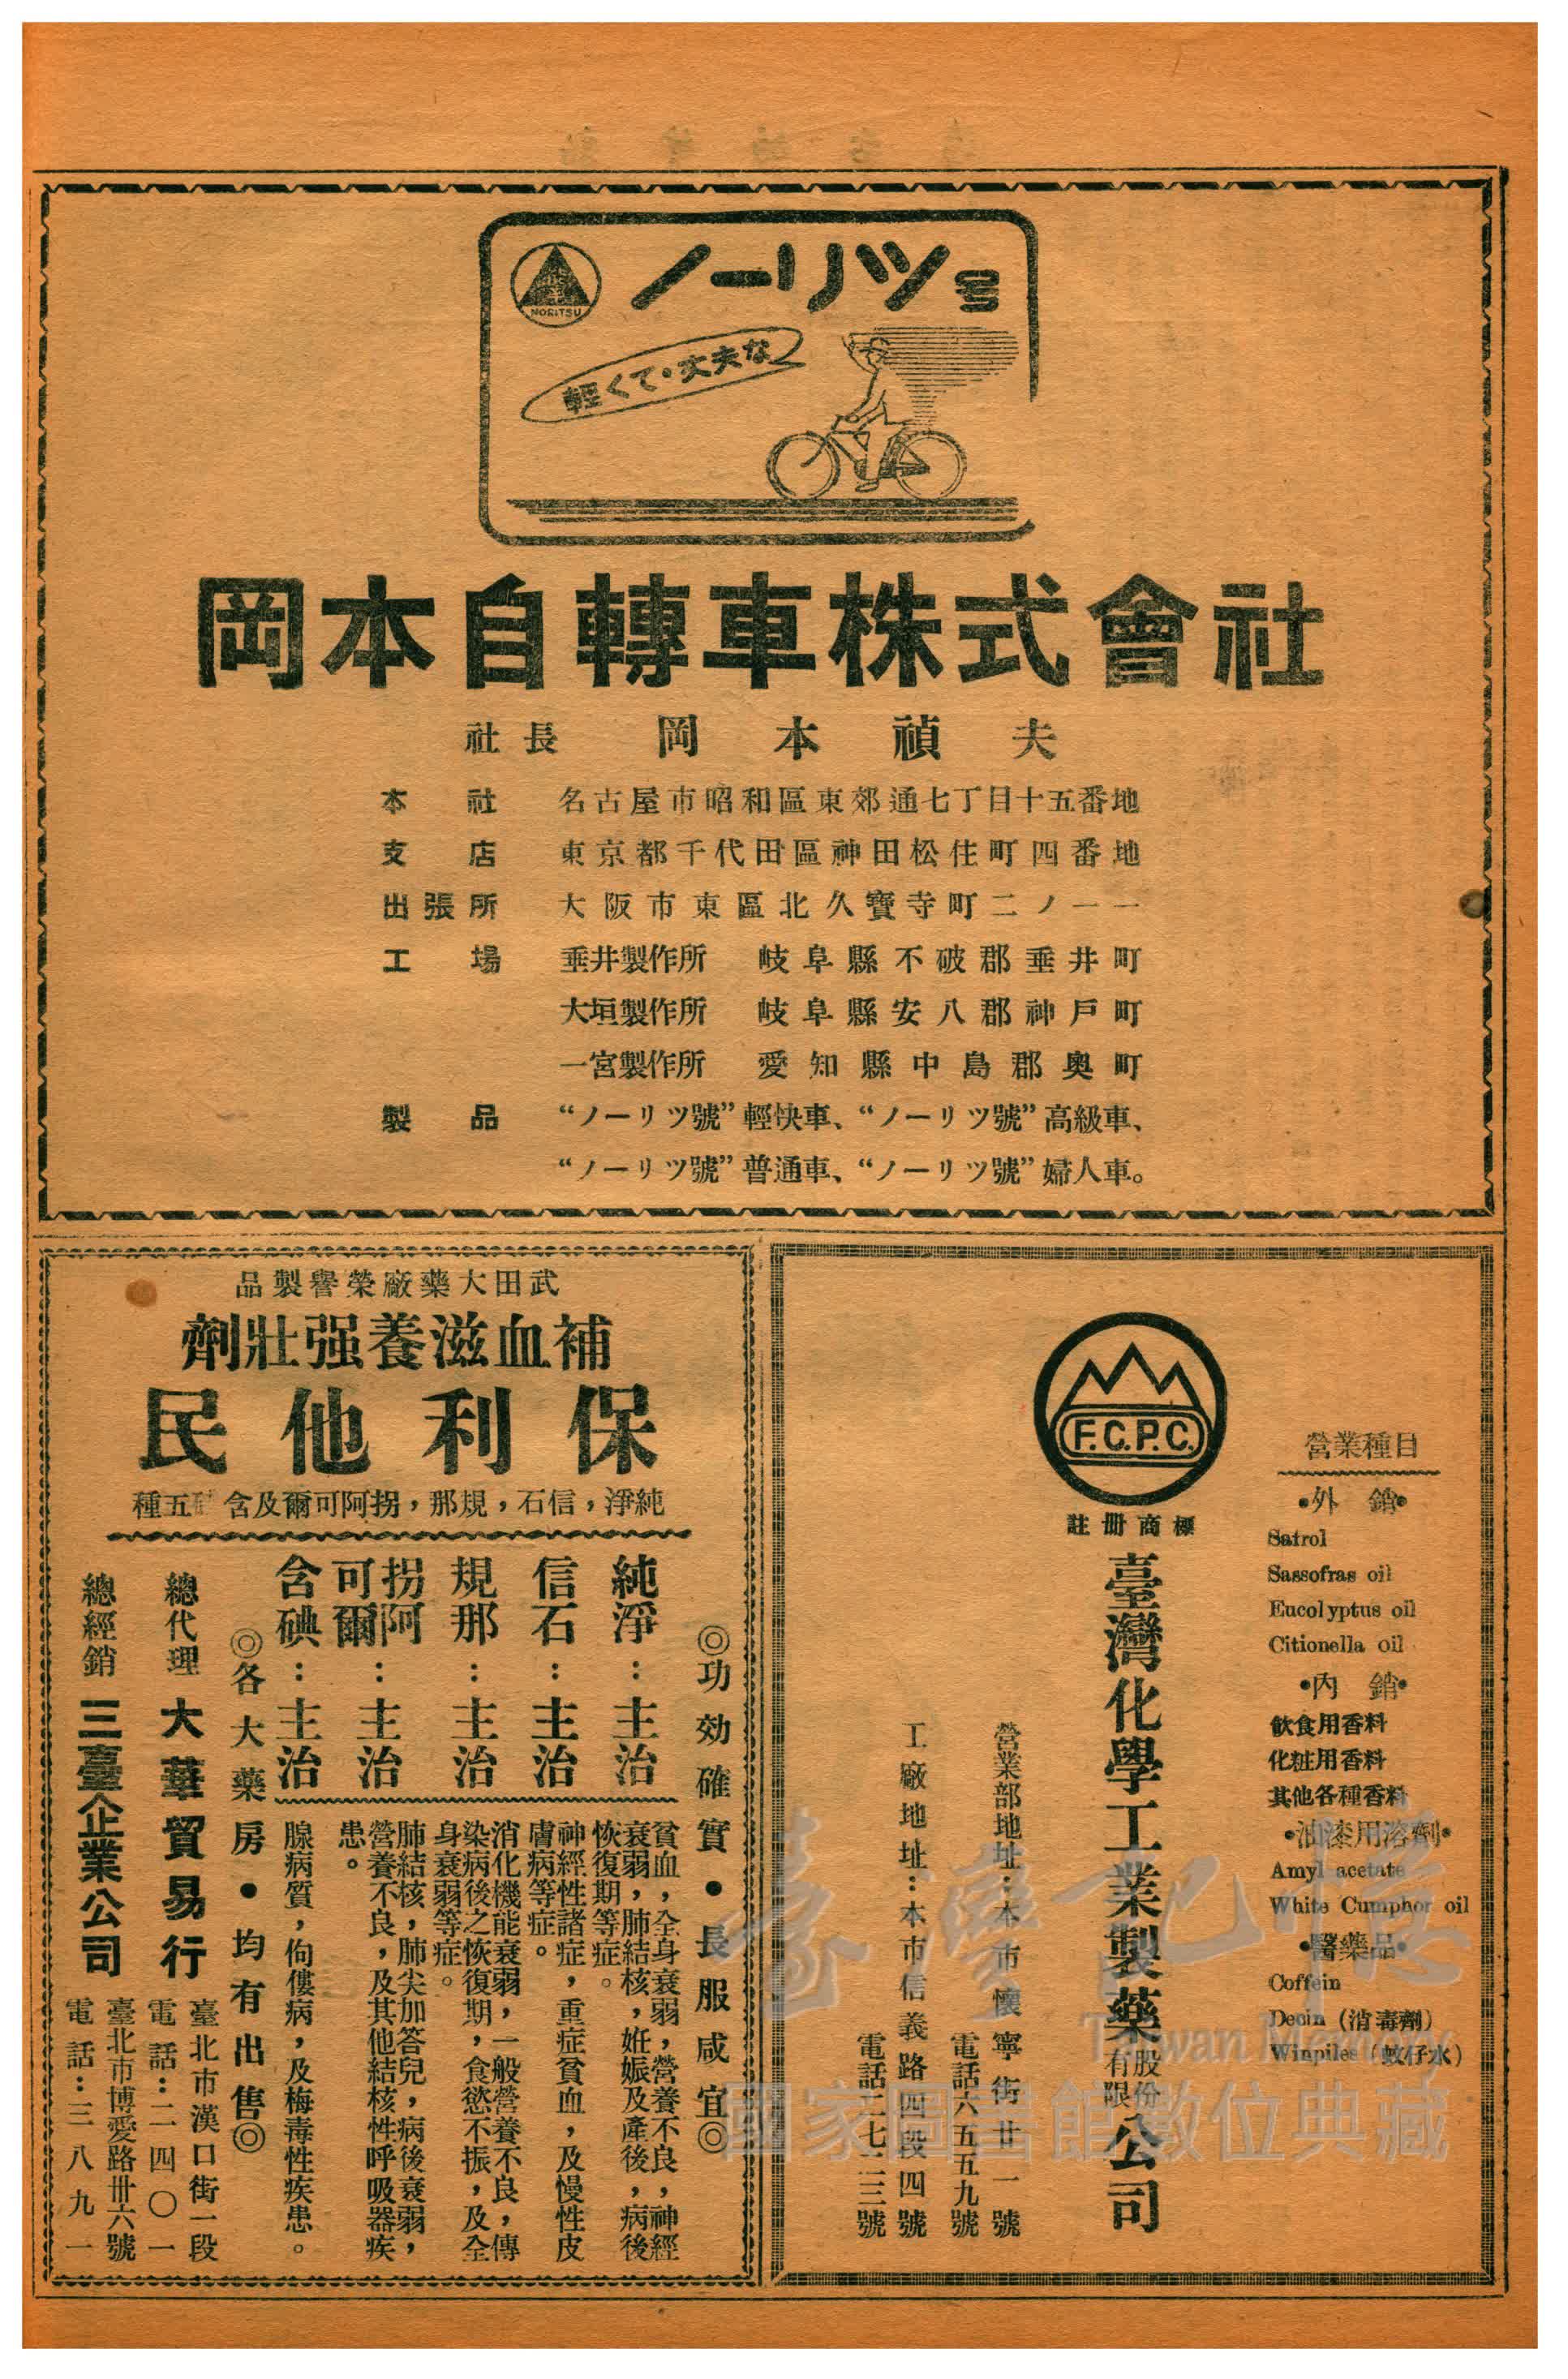 ノーリツ号
NORITSU
軽くて・丈夫な
岡本自轉車株式會社
社長 岡本禎夫
本社 名古屋市昭和區東郊通七丁目十五番地
支店 東京都千代田區神田松住町四番地
出張所 大阪市東區北久寶寺町二ノ一一
工場 垂井製作所 岐阜縣不破郡垂井町
大垣製作所 岐阜縣安八郡神戸町
一宮製作所 愛知縣中島郡奥町
製品 “ノーリツ號”輕快車、“ノーリツ號”高級車、
“ノーリツ號”普通車、“ノーリツ號”婦人車。
武田大藥廠榮譽製品
補血滋養强壯劑
保利他民
純淨，信石，規那，拐阿可爾及含 五種
◎功効確實•長服咸宜◎
純淨：主治
貧血，全身衰弱，營養不良，神經
衰弱，肺結核，姙娠及產後，病後
恢復期等症。
信石：主治
神經性諸症，重症貧血，及慢性皮
膚病等症。
規那：主治
消化機能衰弱，一般營養不良，傳
染病後之恢復期，食慾不振，及全
身衰弱等症。
拐阿
可爾：主治
肺結核，肺尖加答兒，病後衰弱，
營養不良，及其他結核性呼吸器疾
患。
含碘：主治
腺病質，佝僂病，及梅毒性疾患。
◎各大藥房•均有出售◎
總代理 大華貿易行
臺北市漢口街一段
電話：二四〇一
總經銷 三臺企業公司
臺北市博愛路卅六號
電話：三八九一
F.C.P.C.
註册商標
營業種目
•外銷•
Satrol
Sassofras oil
Eucolyptus oil
Citionella oil
•內銷•
飮食用香料
化粧用香料
其他各種香料
•油漆用溶劑•
Amyl acetate
White Cumphor oil
•醫藥品•
Coffein
Decin (消毒劑)
Winpiles (蚊仔水)
臺灣化學工業製藥股份有限公司
營業部地址：本市懷寧街廿一號
電話六五五九號
工廠地址：本市信義路四段四號
電話二七三三號
臺灣記憶
Taiwan Memory
國家圖書館數位典藏